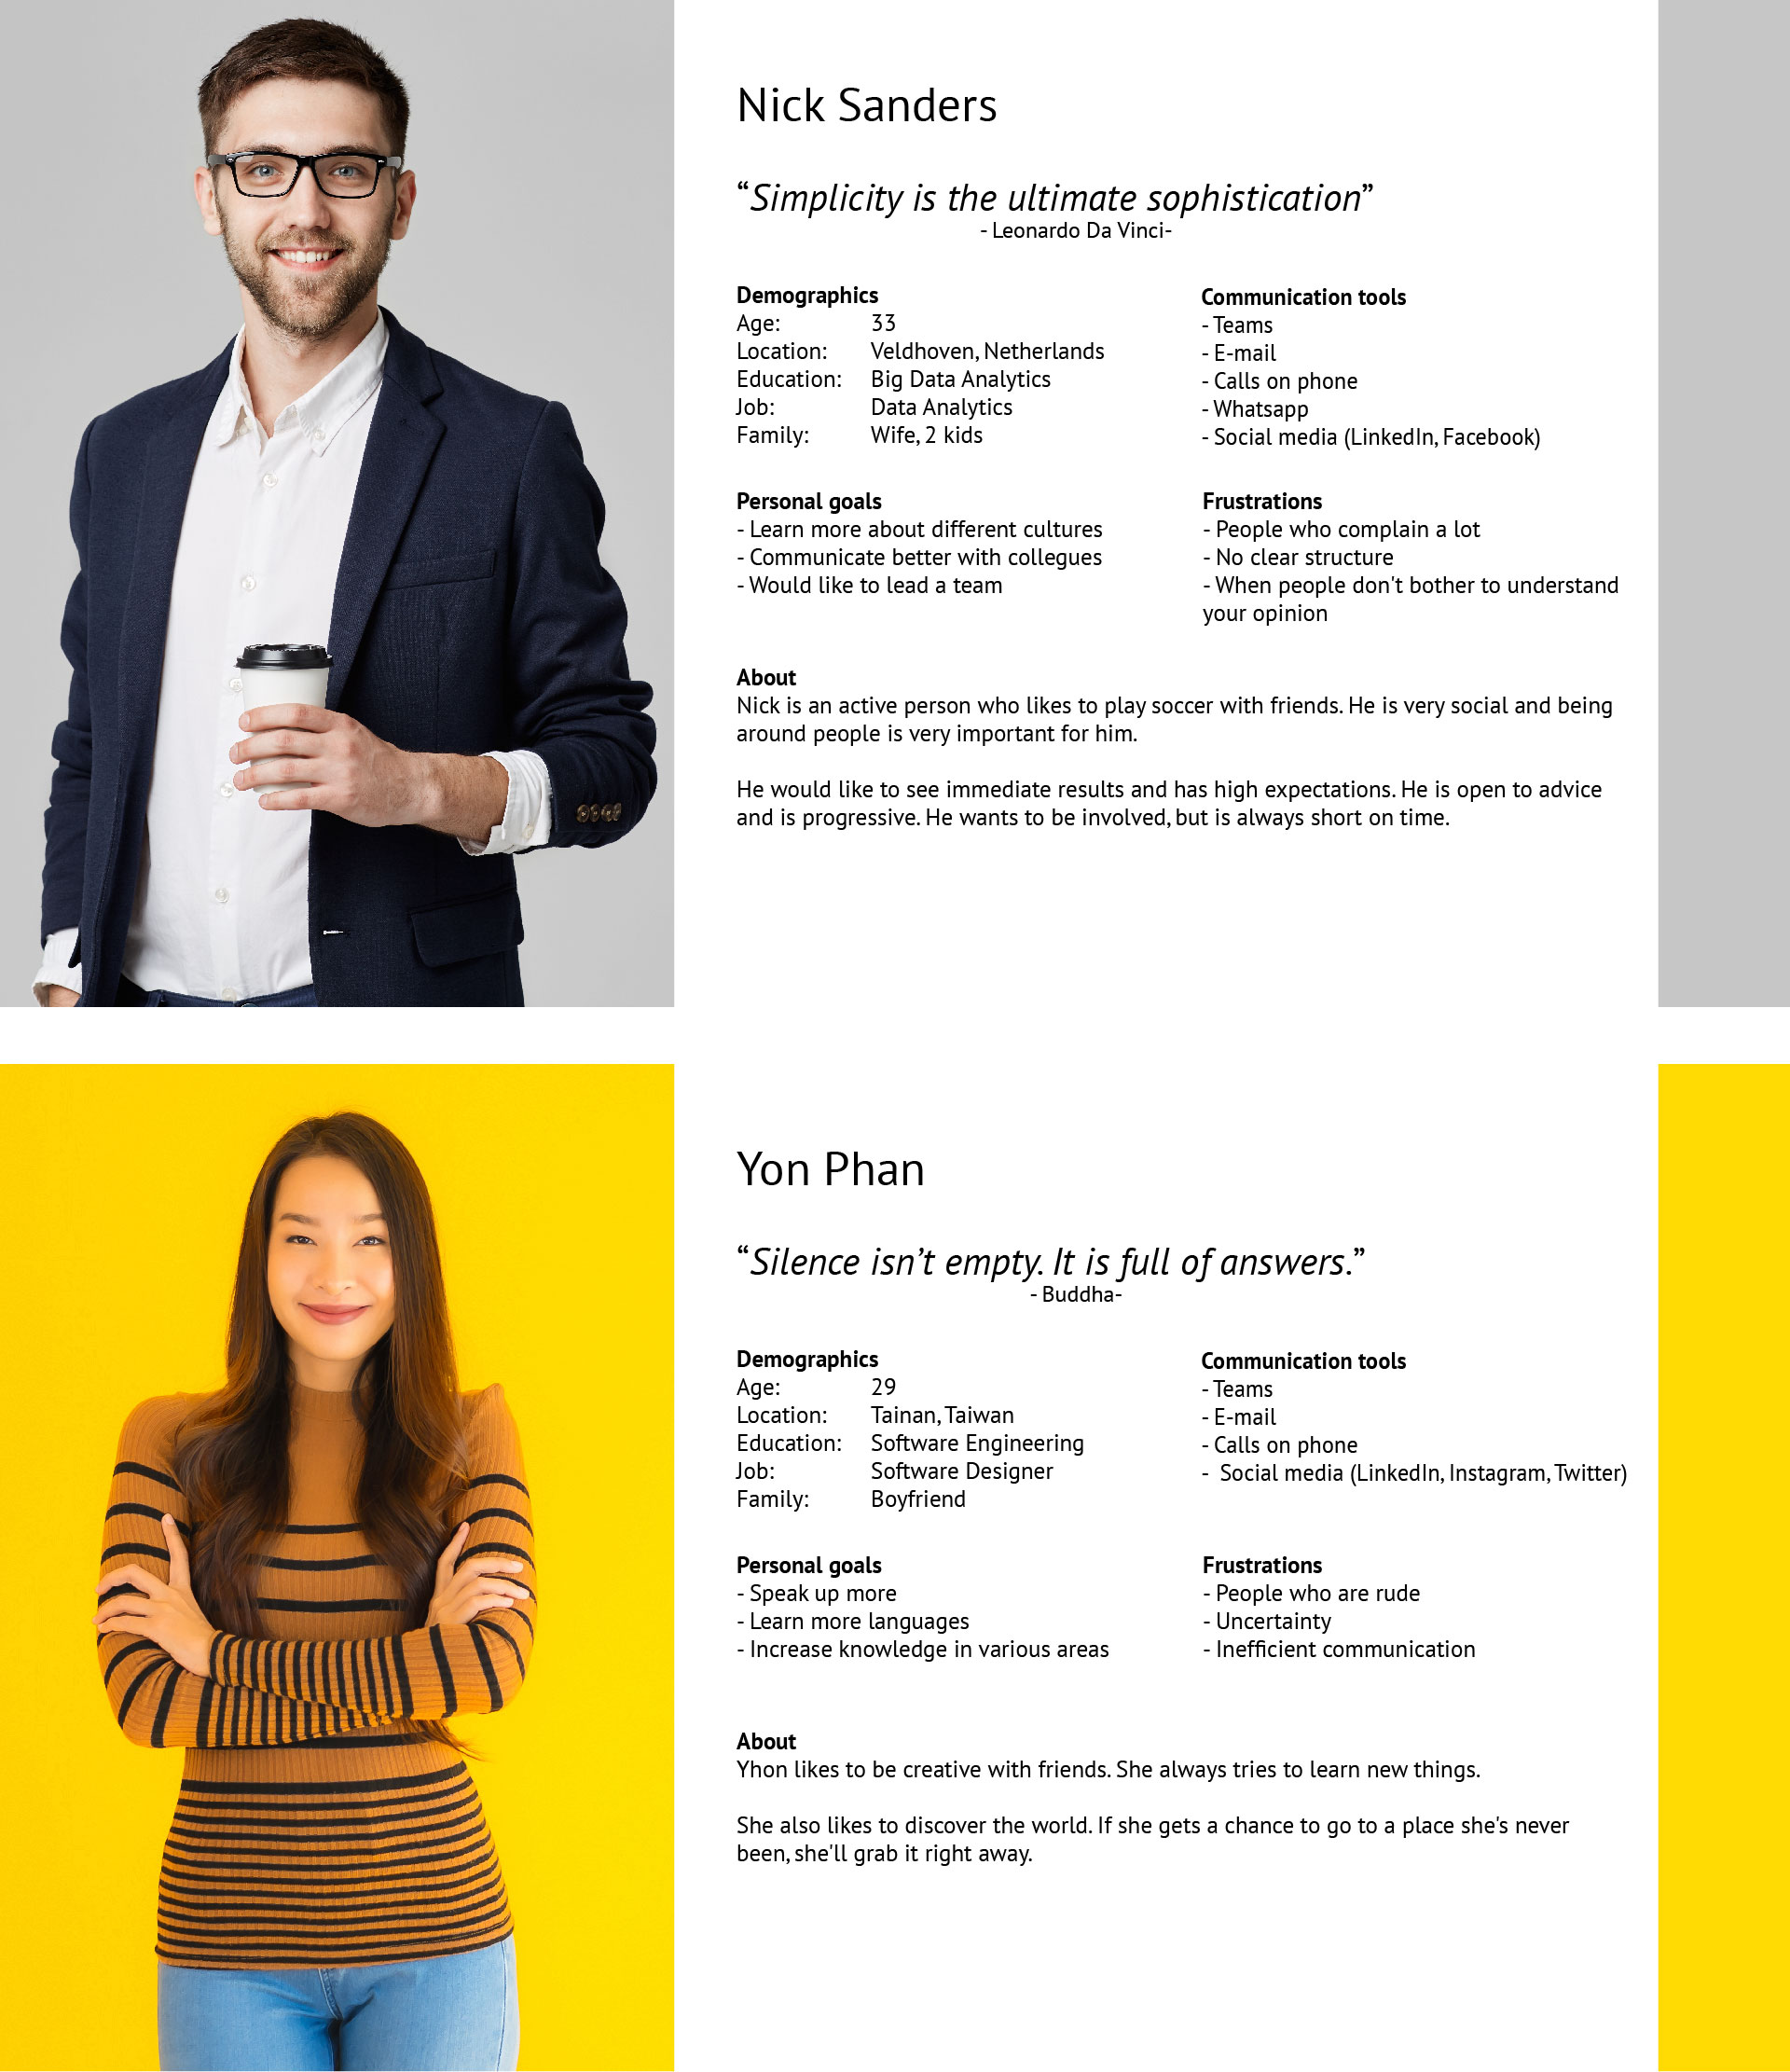 Nick Sanders
“Simplicity is the ultimate sophistication”
- Leonardo Da Vinci-
Demographics
Age: 33
Location: Veldhoven, Netherlands
Education: Big Data Analytics
Job: Data Analytics
Family: Wife, 2 kids
Communication tools
- Teams
- E-mail
- Calls on phone
- Whatsapp
- Social media (LinkedIn, Facebook)
Personal goals
- Learn more about different cultures
- Communicate better with collegues
- Would like to lead a team
Frustrations
- People who complain a lot
- No clear structure
- When people don't bother to understand
your opinion
About
Nick is an active person who likes to play soccer with friends. He is very social and being
around people is very important for him.
He would like to see immediate results and has high expectations. He is open to advice
and is progressive. He wants to be involved, but is always short on time.
Yon Phan
“Silence isn’t empty. It is full of answers.”
- Buddha-
Demographics
Age: 29
Location: Tainan, Taiwan
Education: Software Engineering
Job: Software Designer
Family: Boyfriend
Communication tools
- Teams
- E-mail
- Calls on phone
- Social media (LinkedIn, Instagram, Twitter)
Personal goals
- Speak up more
- Learn more languages
- Increase knowledge in various areas
Frustrations
- People who are rude
- Uncertainty
- Inefficient communication
About
Yhon likes to be creative with friends. She always tries to learn new things.
She also likes to discover the world. If she gets a chance to go to a place she's never
been, she'll grab it right away.